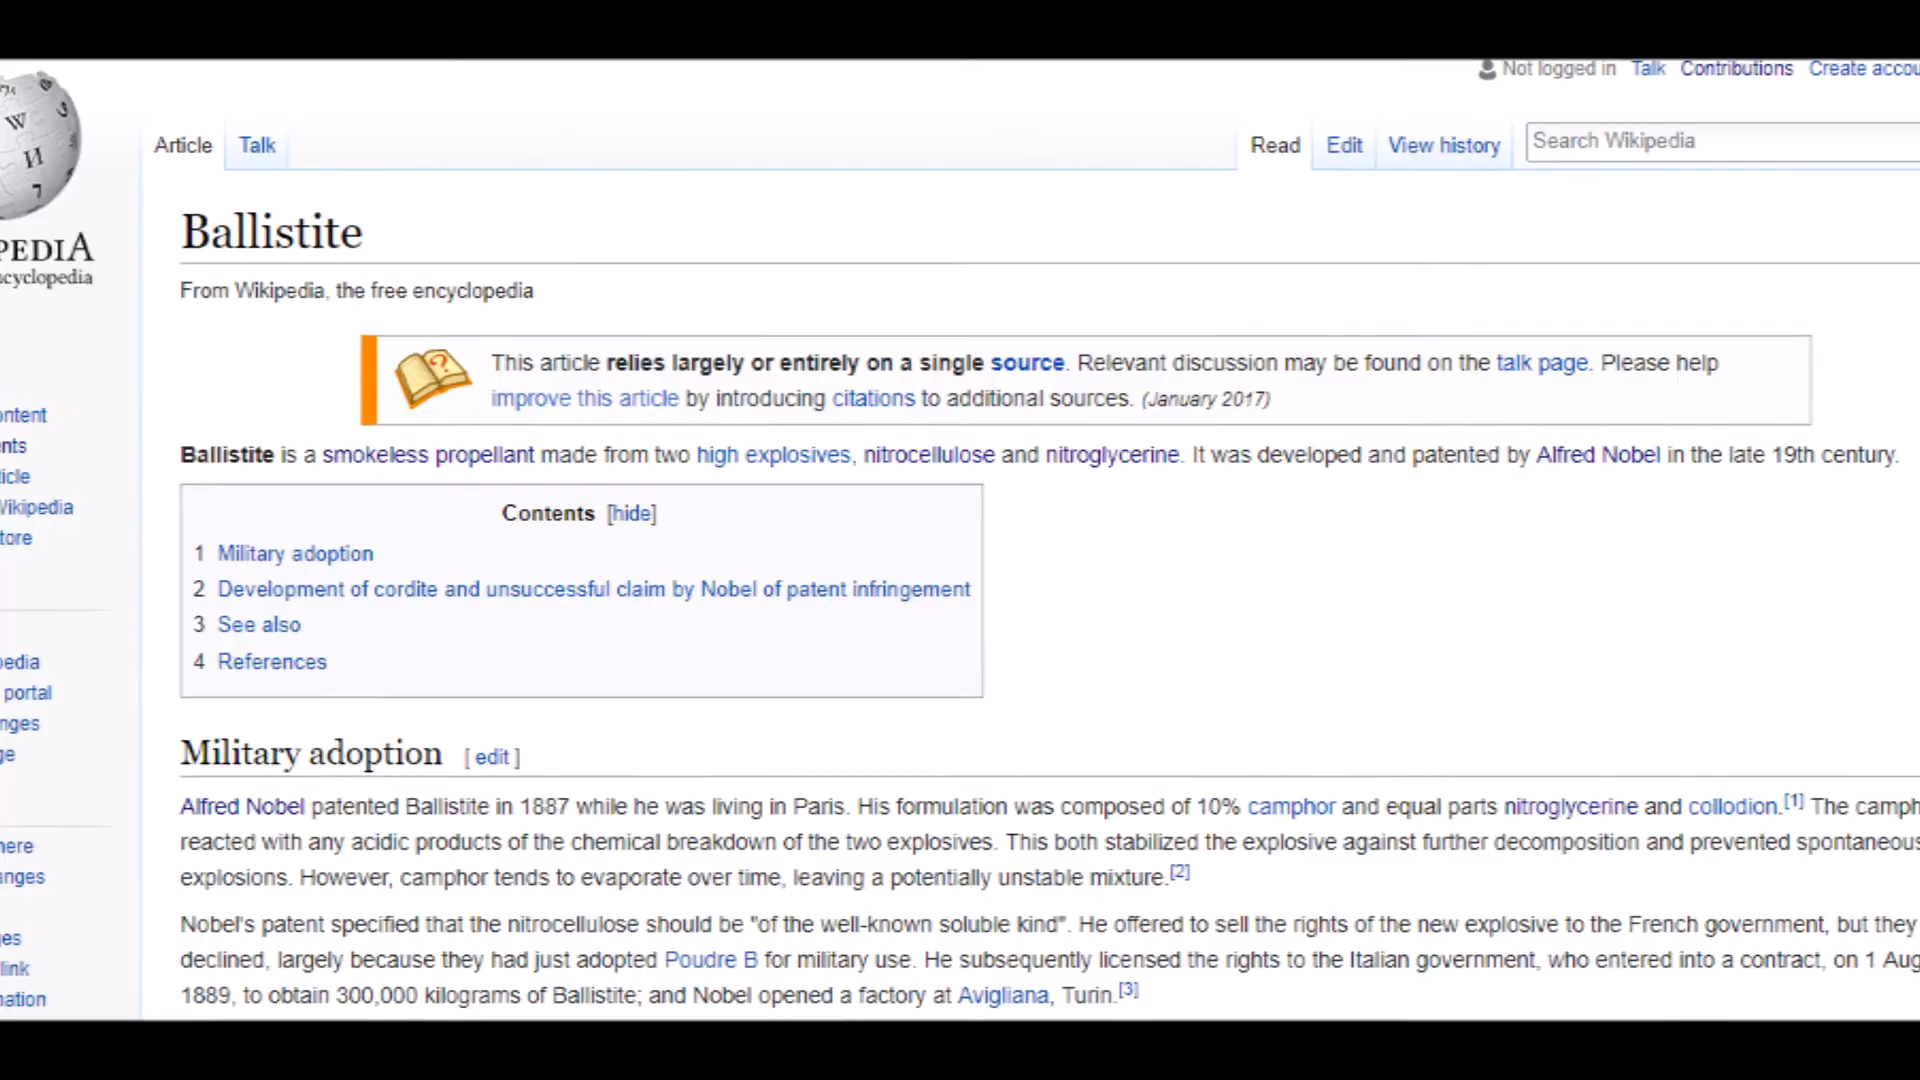 Not logged in Talk Contributions Create accou
Article Talk Read Edit View history Search Wikipedia
Ballistite
PEDIA
cyclopedia
From Wikipedia, the free encyclopedia
This article relies largely or entirely on a single source. Relevant discussion may be found on the talk page. Please help
improve this article by introducing citations to additional sources. (January 2017)
Ballistite is a smokeless propellant made from two high explosives, nitrocellulose and nitroglycerine. It was developed and patented by Alfred Nobel in the late 19th century.
Contents [hide]
1 Military adoption
2 Development of cordite and unsuccessful claim by Nobel of patent infringement
3 See also
4 References
ontent
nts
icle
Wikipedia
tore
pedia
portal
nges
ge
here
anges
es
link
mation
Military adoption [ edit ]
Alfred Nobel patented Ballistite in 1887 while he was living in Paris. His formulation was composed of 10% camphor and equal parts nitroglycerine and collodion.[1] The camph
reacted with any acidic products of the chemical breakdown of the two explosives. This both stabilized the explosive against further decomposition and prevented spontaneous
explosions. However, camphor tends to evaporate over time, leaving a potentially unstable mixture.[2]
Nobel's patent specified that the nitrocellulose should be "of the well-known soluble kind". He offered to sell the rights of the new explosive to the French government, but they
declined, largely because they had just adopted Poudre B for military use. He subsequently licensed the rights to the Italian government, who entered into a contract, on 1 Aug
1889, to obtain 300,000 kilograms of Ballistite; and Nobel opened a factory at Avigliana, Turin.[3]